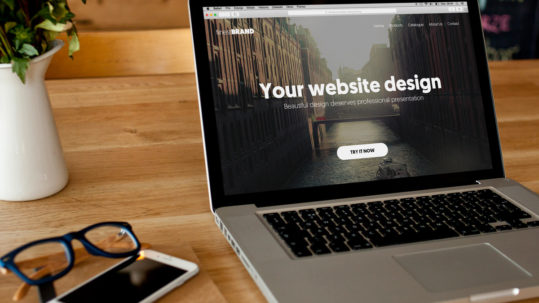 BRAND
Home Products Catalogue About Us Contact
Your website design
Beautiful design deserves professional presentation
TRY IT NOW